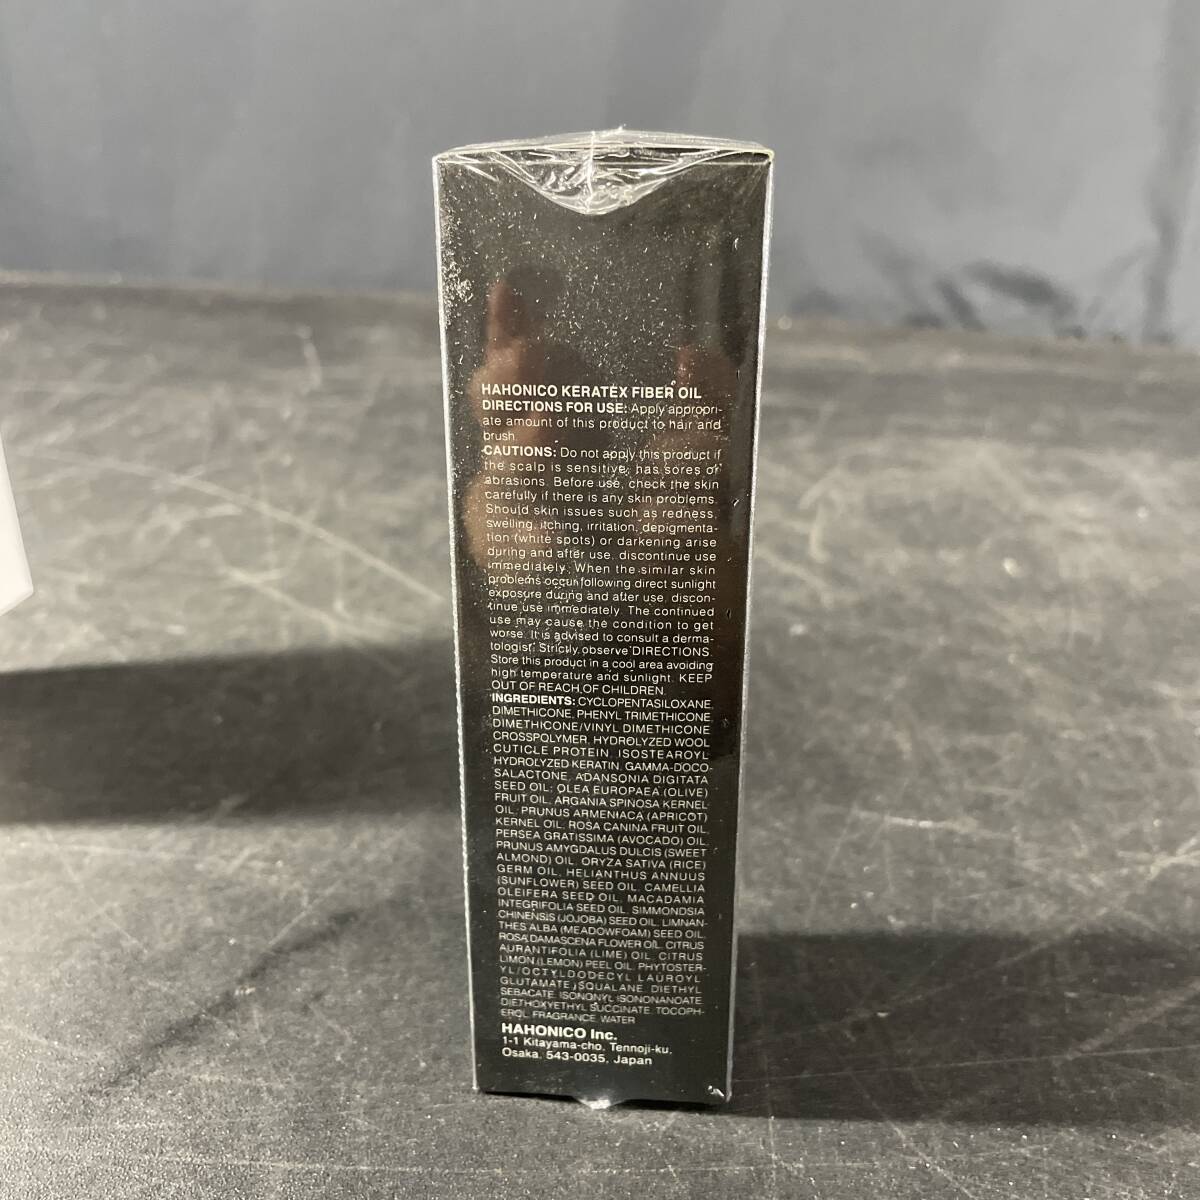 HAHONICO KERATEX FIBER OIL
DIRECTIONS FOR USE: Apply appropri-
ate amount of this product to hair and
brush.
CAUTIONS: Do not apply this product if
the scalp is sensitive, has sores or
abrasions. Before use, check the skin
carefully if there is any skin problems.
Should skin issues such as redness,
swelling, itching, irritation, depigmenta-
tion (white spots) or darkening arise
during and after use, discontinue use
immediately. When the similar skin
problems occur following direct sunlight
exposure during and after use, discon-
tinue use immediately. The continued
use may cause the condition to get
worse. It is advised to consult a derma-
tologist. Strictly observe DIRECTIONS.
Store this product in a cool area avoiding
high temperature and sunlight. KEEP
OUT OF REACH OF CHILDREN.
INGREDIENTS: CYCLOPENTASILOXANE,
DIMETHICONE, PHENYL TRIMETHICONE,
DIMETHICONE/VINYL DIMETHICONE
CROSSPOLYMER, HYDROLYZED WOOL
CUTICLE PROTEIN, ISOSTEAROYL
HYDROLYZED KERATIN, GAMMA-DOCO-
SALACTONE, ADANSONIA DIGITATA
SEED OIL, OLEA EUROPAEA (OLIVE)
FRUIT OIL, ARGANIA SPINOSA KERNEL
OIL, PRUNUS ARMENIACA (APRICOT)
KERNEL OIL, ROSA CANINA FRUIT OIL,
PERSEA GRATISSIMA (AVOCADO) OIL,
PRUNUS AMYGDALUS DULCIS (SWEET
ALMOND) OIL, ORYZA SATIVA (RICE)
GERM OIL, HELIANTHUS ANNUUS
(SUNFLOWER) SEED OIL, CAMELLIA
OLEIFERA SEED OIL, MACADAMIA
INTEGRIFOLIA SEED OIL, SIMMONDSIA
CHINENSIS (JOJOBA) SEED OIL, LIMNAN-
THES ALBA (MEADOWFOAM) SEED OIL,
ROSA DAMASCENA FLOWER OIL, CITRUS
AURANTIFOLIA (LIME) OIL, CITRUS
LIMON (LEMON) PEEL OIL, PHYTOSTER-
YL/OCTYLDODECYL LAUROYL
GLUTAMATE, SQUALANE, DIETHYL
SEBACATE, ISONONYL ISONONANOATE,
DIETHOXYETHYL SUCCINATE, TOCOPH-
EROL, FRAGRANCE, WATER
HAHONICO Inc.
1-1 Kitayama-cho, Tennoji-ku,
Osaka, 543-0035, Japan